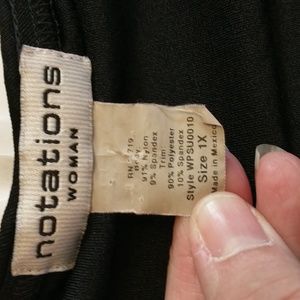 notations
WOMAN
RN
91% Nylon
9% Spandex
Trim
90% Polyester
10% Spandex
Style WPSU0010
Size 1X
Made in Mexico